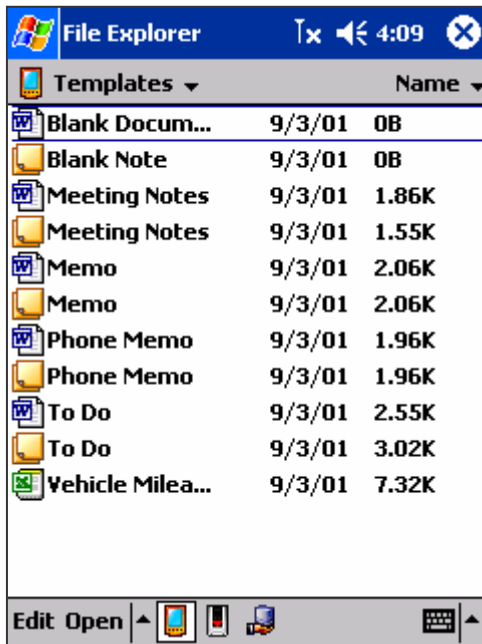 File Explorer 4:09
Templates Name
Blank Docum... 9/3/01 0B
Blank Note 9/3/01 0B
Meeting Notes 9/3/01 1.86K
Meeting Notes 9/3/01 1.55K
Memo 9/3/01 2.06K
Memo 9/3/01 2.06K
Phone Memo 9/3/01 1.96K
Phone Memo 9/3/01 1.96K
To Do 9/3/01 2.55K
To Do 9/3/01 3.02K
Vehicle Milea... 9/3/01 7.32K
Edit Open